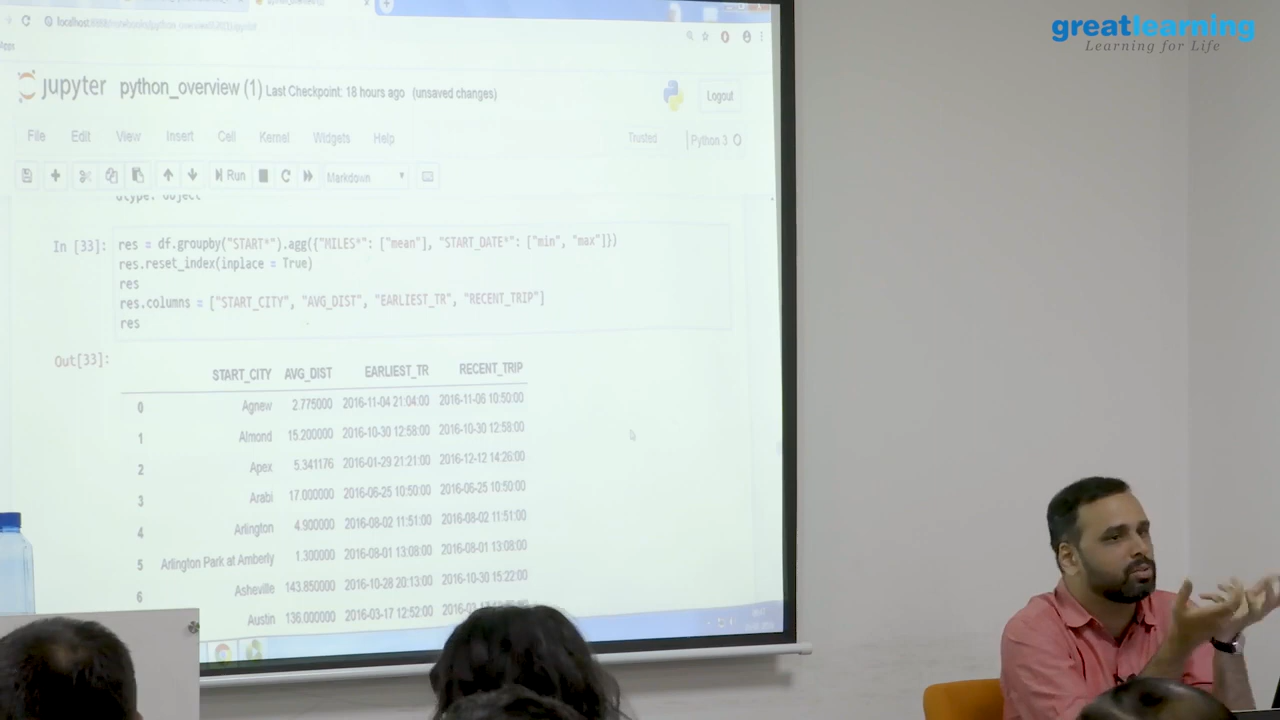 greatlearning
Learning for Life
Apps
jupyter python_overview (1) Last Checkpoint: 18 hours ago (unsaved changes)
Logout
File Edit View Insert Cell Kernel Widgets Help
Trusted Python 3
Run Markdown
dtype: object
In [33]: res = df.groupby("START*").agg({"MILES*": ["mean"], "START_DATE*": ["min", "max"]})
res.reset_index(inplace = True)
res
res.columns = ["START_CITY", "AVG_DIST", "EARLIEST_TR", "RECENT_TRIP"]
res
Out[33]:
START_CITY AVG_DIST EARLIEST_TR RECENT_TRIP
0 Agnew 2.775000 2016-11-04 21:04:00 2016-11-06 10:50:00
1 Almond 15.200000 2016-10-30 12:58:00 2016-10-30 12:58:00
2 Apex 5.341176 2016-01-29 21:21:00 2016-12-12 14:26:00
3 Arabi 17.000000 2016-06-25 10:50:00 2016-06-25 10:50:00
4 Arlington 4.900000 2016-08-02 11:51:00 2016-08-02 11:51:00
5 Arlington Park at Amberly 1.300000 2016-08-01 13:08:00 2016-08-01 13:08:00
6 Asheville 143.850000 2016-10-28 20:13:00 2016-10-30 15:22:00
Austin 136.000000 2016-03-17 12:52:00